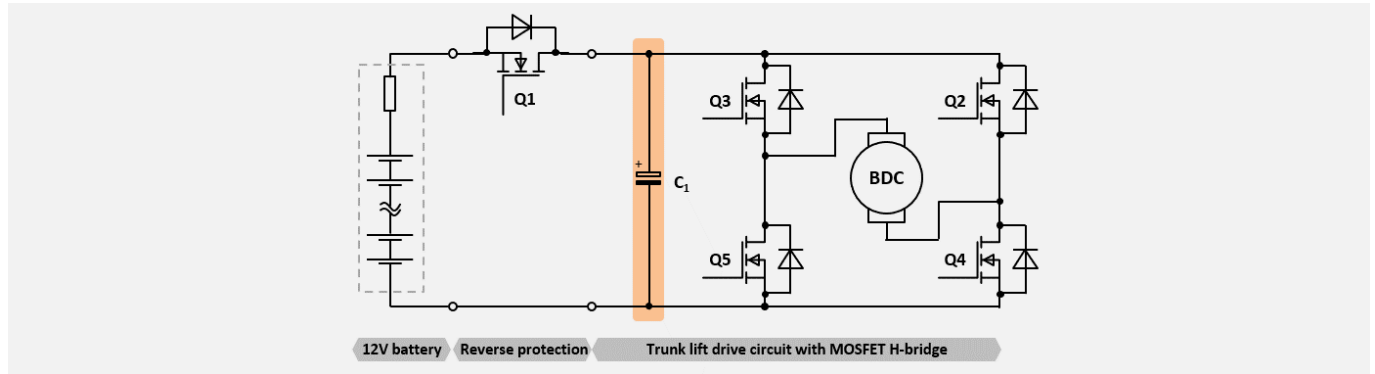 Q1
Q3
Q2
+
C1
BDC
Q5
Q4
12V battery
Reverse protection
Trunk lift drive circuit with MOSFET H-bridge